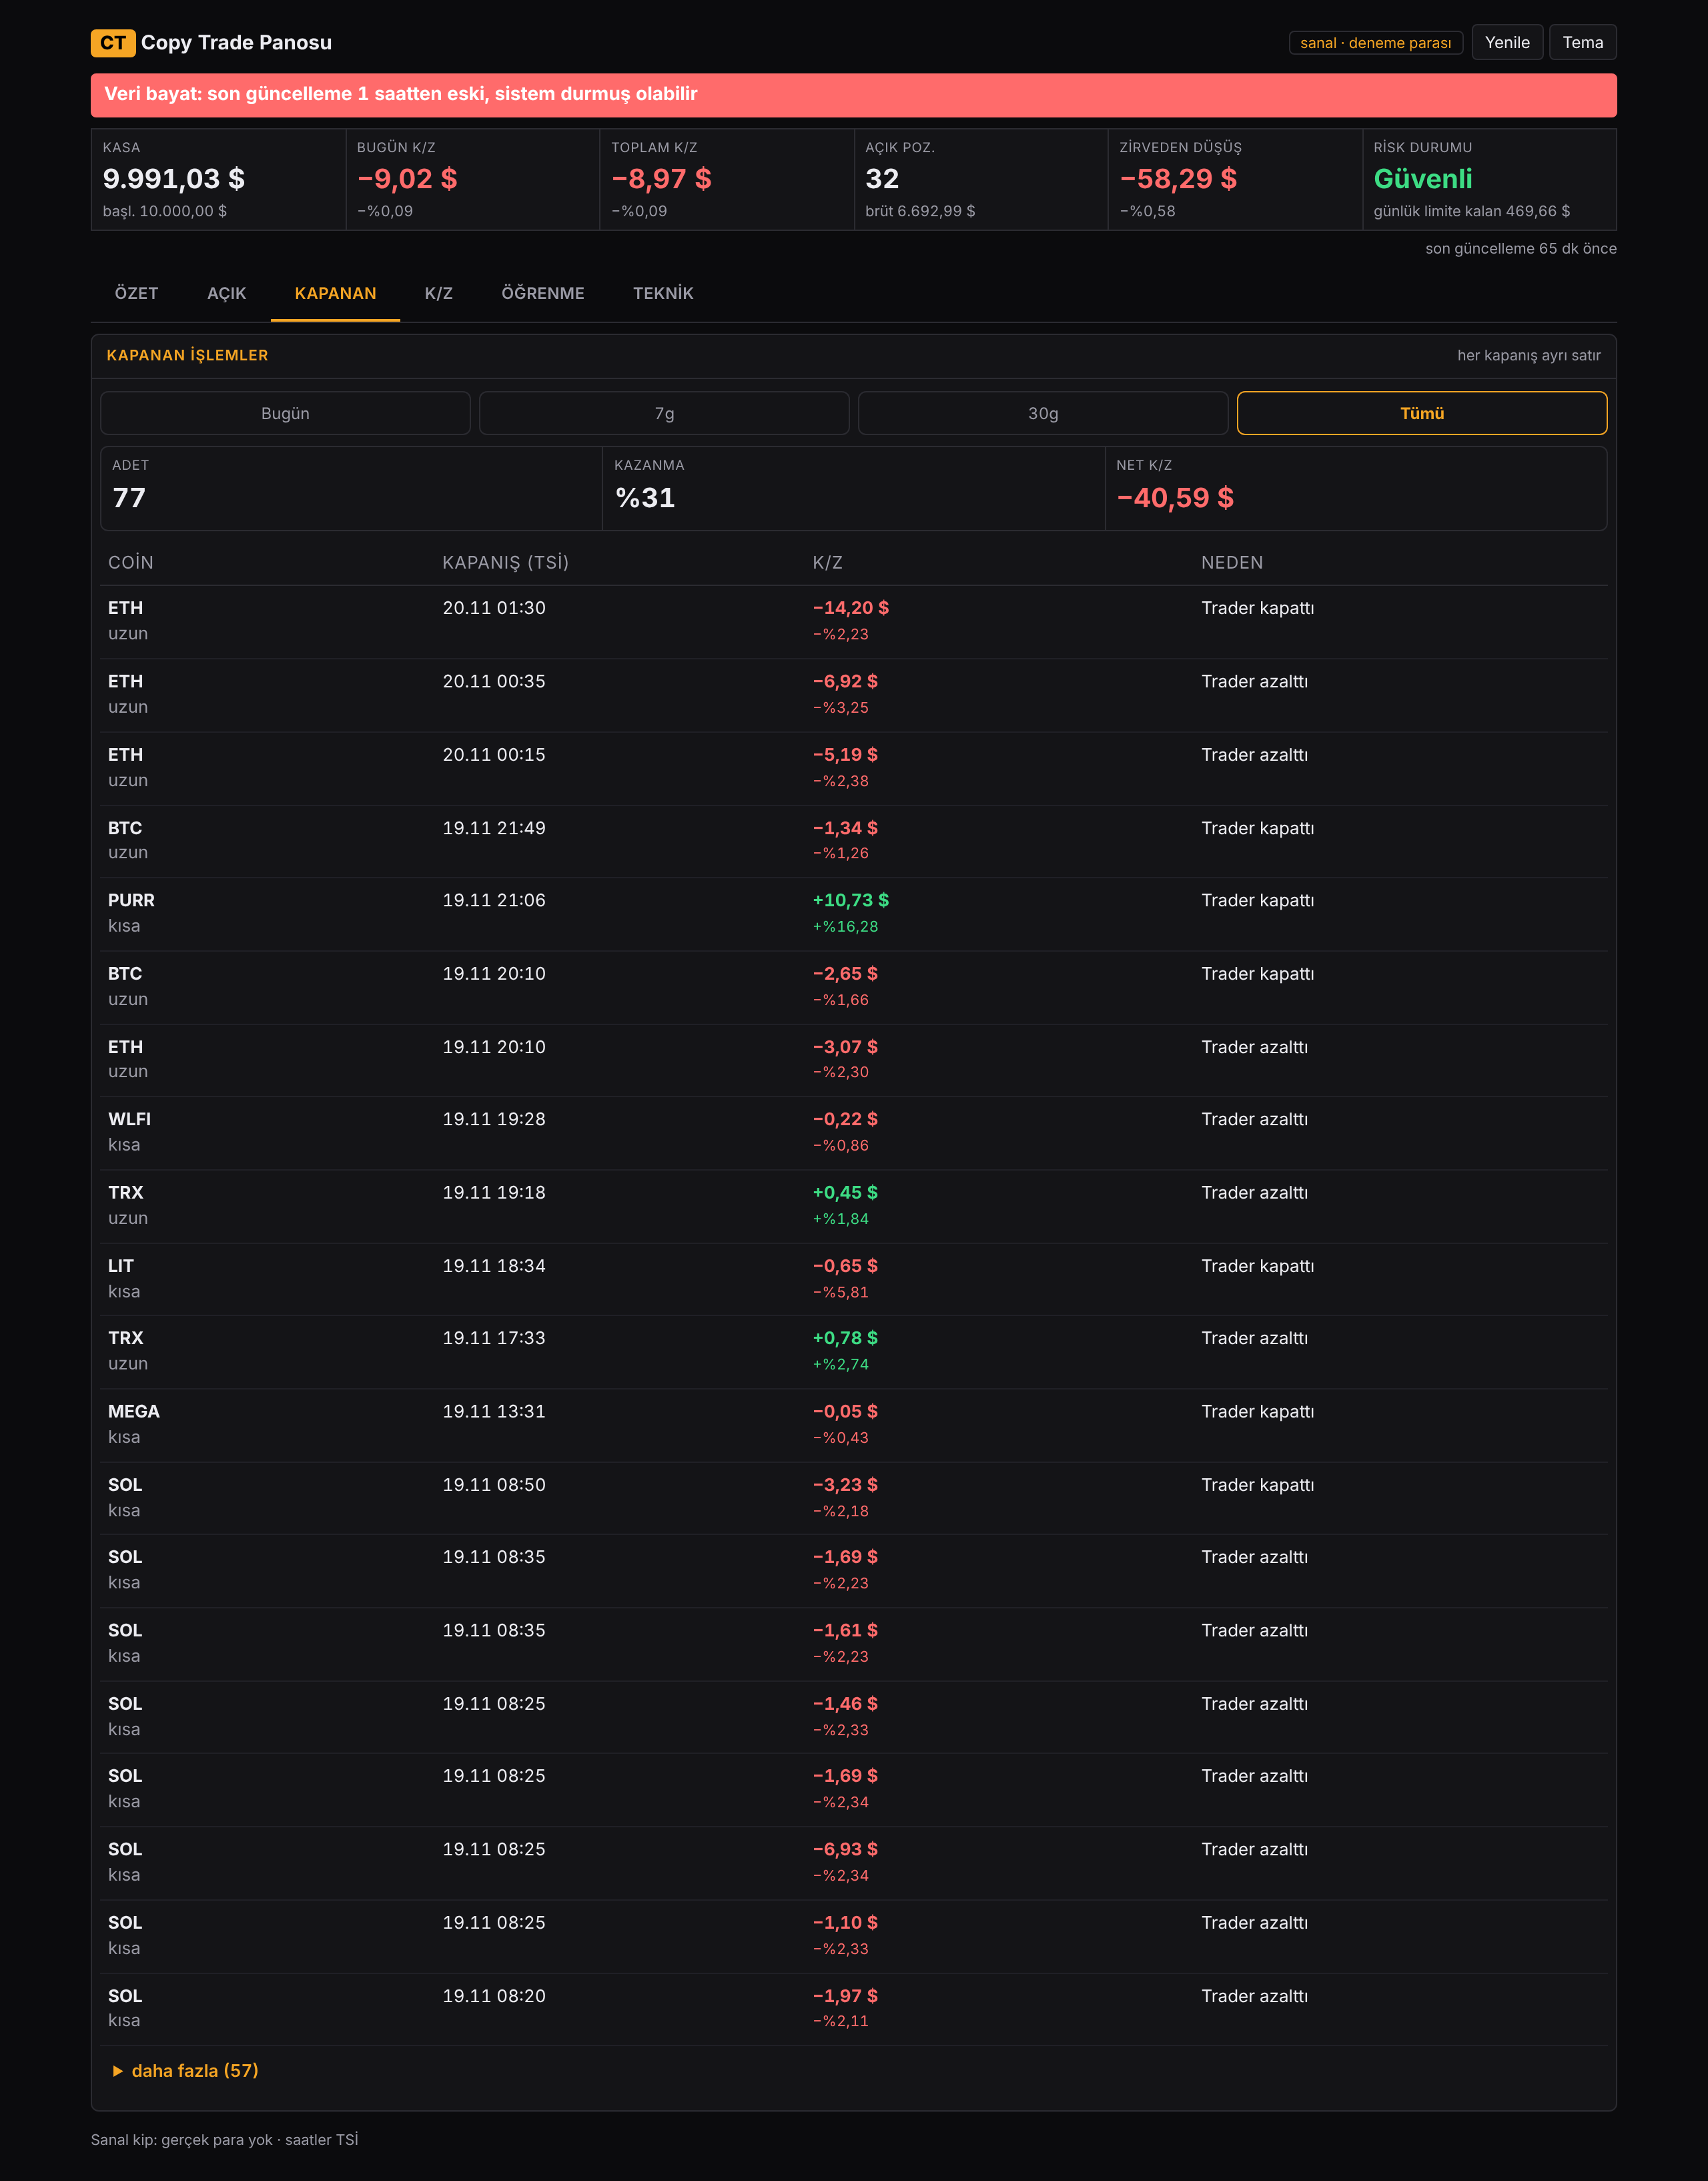 CT Copy Trade Panosu
sanal · deneme parası Yenile Tema
Veri bayat: son güncelleme 1 saatten eski, sistem durmuş olabilir
KASA
9.991,03 $
başl. 10.000,00 $
BUGÜN K/Z
−9,02 $
−%0,09
TOPLAM K/Z
−8,97 $
−%0,09
AÇIK POZ.
32
brüt 6.692,99 $
ZİRVEDEN DÜŞÜŞ
−58,29 $
−%0,58
RİSK DURUMU
Güvenli
günlük limite kalan 469,66 $
son güncelleme 65 dk önce
ÖZET AÇIK KAPANAN K/Z ÖĞRENME TEKNİK
KAPANAN İŞLEMLER her kapanış ayrı satır
Bugün 7g 30g Tümü
ADET
77
KAZANMA
%31
NET K/Z
−40,59 $
COİN KAPANIŞ (TSİ) K/Z NEDEN
ETH 20.11 01:30 −14,20 $ Trader kapattı
uzun −%2,23
ETH 20.11 00:35 −6,92 $ Trader azalttı
uzun −%3,25
ETH 20.11 00:15 −5,19 $ Trader azalttı
uzun −%2,38
BTC 19.11 21:49 −1,34 $ Trader kapattı
uzun −%1,26
PURR 19.11 21:06 +10,73 $ Trader kapattı
kısa +%16,28
BTC 19.11 20:10 −2,65 $ Trader kapattı
uzun −%1,66
ETH 19.11 20:10 −3,07 $ Trader azalttı
uzun −%2,30
WLFI 19.11 19:28 −0,22 $ Trader azalttı
kısa −%0,86
TRX 19.11 19:18 +0,45 $ Trader azalttı
uzun +%1,84
LIT 19.11 18:34 −0,65 $ Trader kapattı
kısa −%5,81
TRX 19.11 17:33 +0,78 $ Trader azalttı
uzun +%2,74
MEGA 19.11 13:31 −0,05 $ Trader kapattı
kısa −%0,43
SOL 19.11 08:50 −3,23 $ Trader kapattı
kısa −%2,18
SOL 19.11 08:35 −1,69 $ Trader azalttı
kısa −%2,23
SOL 19.11 08:35 −1,61 $ Trader azalttı
kısa −%2,23
SOL 19.11 08:25 −1,46 $ Trader azalttı
kısa −%2,33
SOL 19.11 08:25 −1,69 $ Trader azalttı
kısa −%2,34
SOL 19.11 08:25 −6,93 $ Trader azalttı
kısa −%2,34
SOL 19.11 08:25 −1,10 $ Trader azalttı
kısa −%2,33
SOL 19.11 08:20 −1,97 $ Trader azalttı
kısa −%2,11
▶ daha fazla (57)
Sanal kip: gerçek para yok · saatler TSİ